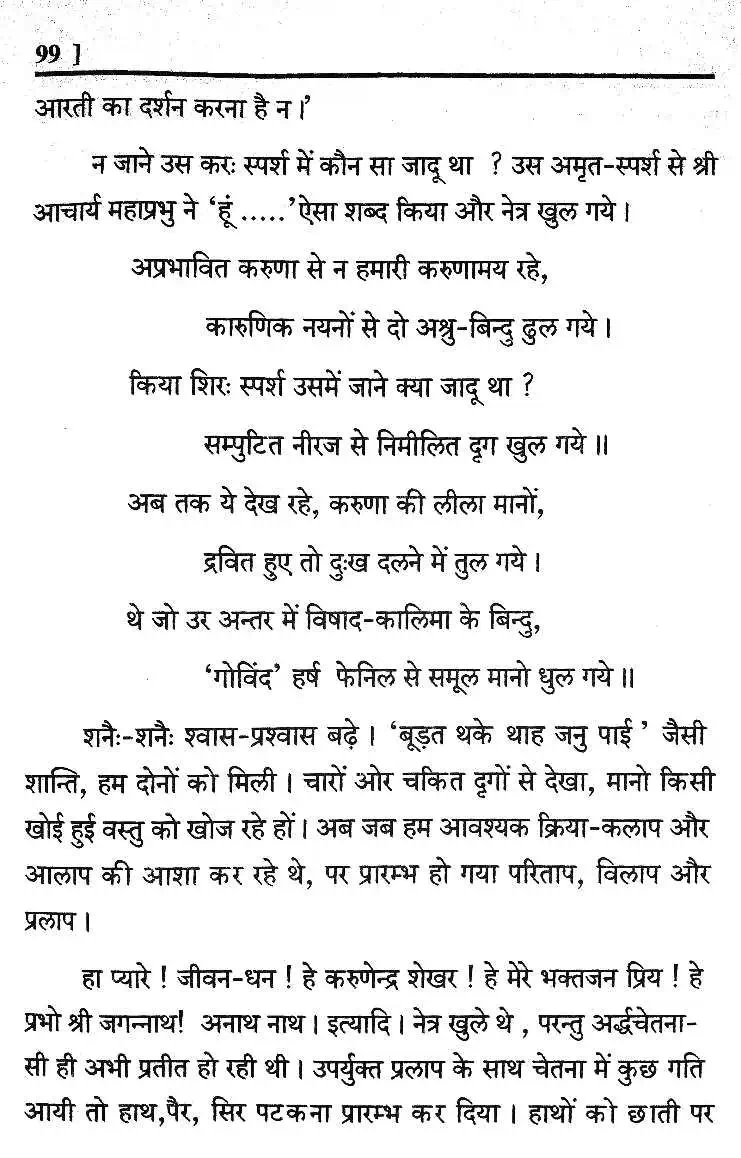 99 ]
आरती का दर्शन करना है न।'
न जाने उस करः स्पर्श में कौन सा जादू था ? उस अमृत-स्पर्श से श्री
आचार्य महाप्रभु ने 'हूं .....'ऐसा शब्द किया और नेत्र खुल गये।
अप्रभावित करुणा से न हमारी करुणामय रहे,
कारुणिक नयनों से दो अश्रु-बिन्दु ढुल गये।
किया शिरः स्पर्श उसमें जाने क्या जादू था ?
सम्पुटित नीरज से निमीलित दृग खुल गये॥
अब तक ये देख रहे, करुणा की लीला मानों,
द्रवित हुए तो दुःख दलने में तुल गये।
थे जो उर अन्तर में विषाद-कालिमा के बिन्दु,
'गोविंद' हर्ष फेनिल से समूल मानो धुल गये॥
शनैः-शनैः श्वास-प्रश्वास बढ़े। 'बूड़त थके थाह जनु पाई ' जैसी
शान्ति, हम दोनों को मिली। चारों ओर चकित दृगों से देखा, मानो किसी
खोई हुई वस्तु को खोज रहे हों। अब जब हम आवश्यक क्रिया-कलाप और
आलाप की आशा कर रहे थे, पर प्रारम्भ हो गया परिताप, विलाप और
प्रलाप।
हा प्यारे ! जीवन-धन ! हे करुणेन्द्र शेखर ! हे मेरे भक्तजन प्रिय ! हे
प्रभो श्री जगन्नाथ! अनाथ नाथ। इत्यादि। नेत्र खुले थे , परन्तु अर्द्धचेतना-
सी ही अभी प्रतीत हो रही थी। उपर्युक्त प्रलाप के साथ चेतना में कुछ गति
आयी तो हाथ,पैर, सिर पटकना प्रारम्भ कर दिया। हाथों को छाती पर